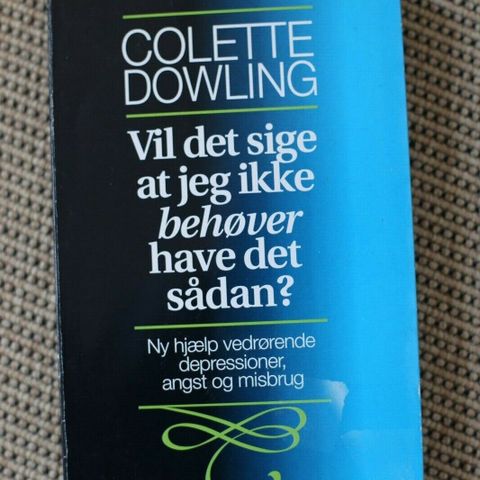 COLETTE
DOWLING
Vil det sige
at jeg ikke
behøver
have det
sådan?
Ny hjælp vedrørende
depressioner,
angst og misbrug